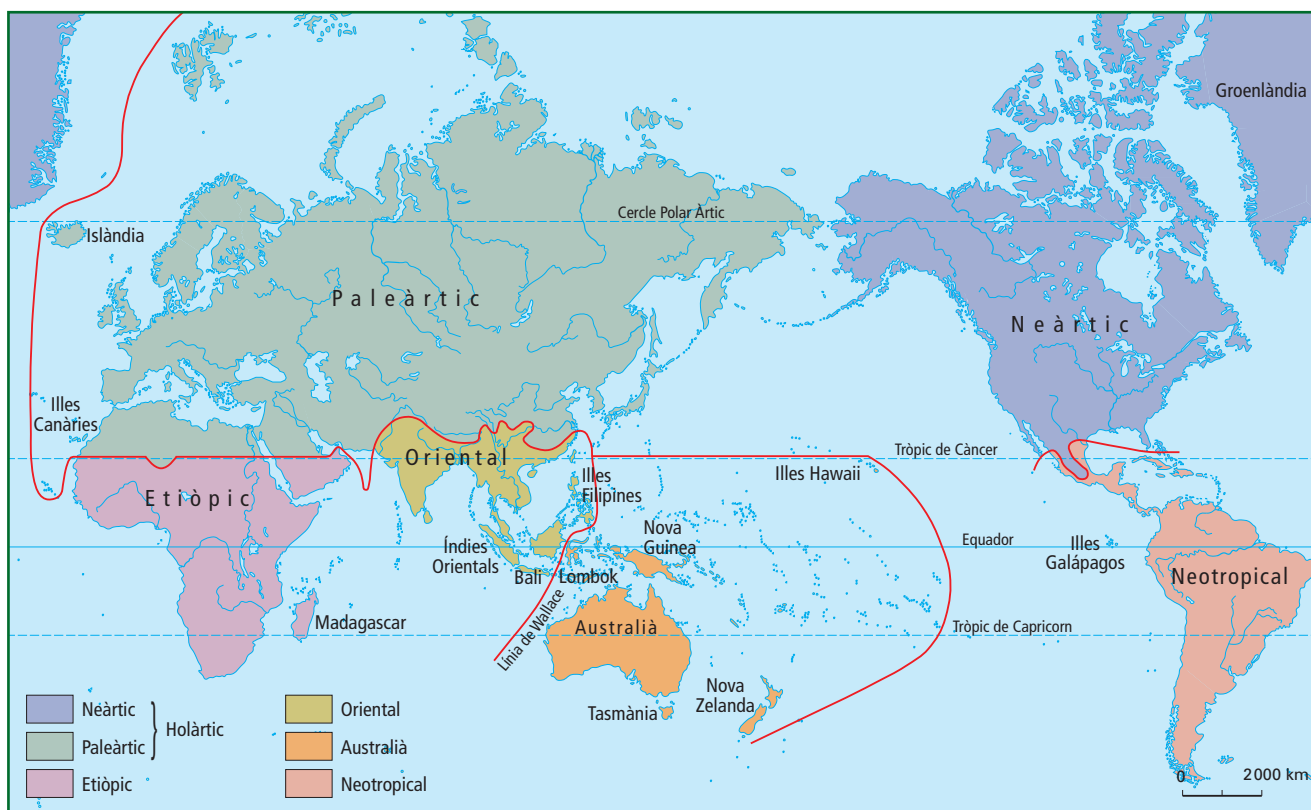 Groenlàndia
Cercle Polar Àrtic
Islàndia
Paleàrtic
Neàrtic
Illes
Canàries
Tròpic de Càncer
Oriental
Illes Hawaii
Illes
Filipines
Etiòpic
Nova
Guinea
Equador
Índies
Orientals
Illes
Galápagos
Bali
Lombok
Neotropical
Madagascar
Línia de Wallace
Australià
Tròpic de Capricorn
Nova
Zelanda
Tasmània
Neàrtic
Paleàrtic
Holàrtic
Etiòpic
Oriental
Australià
Neotropical
0 2000 km